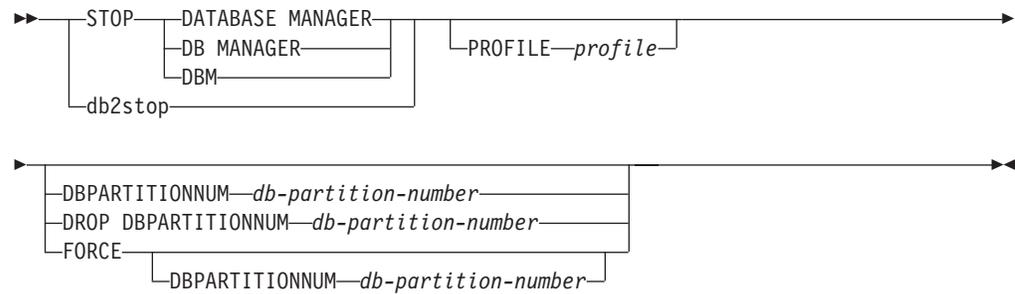 STOP DATABASE MANAGER
DB MANAGER
DBM
db2stop
PROFILE profile
DBPARTITIONNUM db-partition-number
DROP DBPARTITIONNUM db-partition-number
FORCE
DBPARTITIONNUM db-partition-number